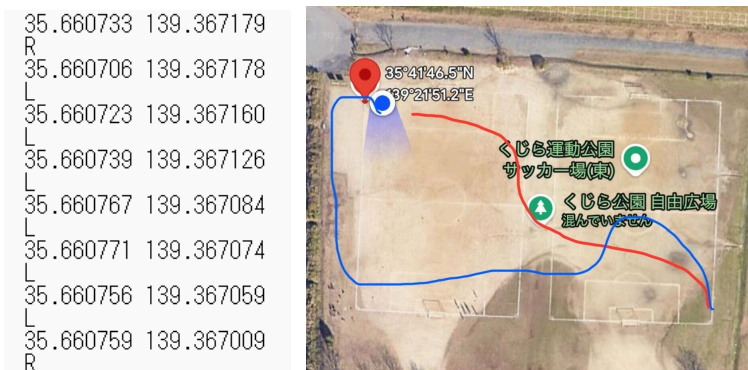 35.660733 139.367179
R
35.660706 139.367178
L
35.660723 139.367160
L
35.660739 139.367126
L
35.660767 139.367084
L
35.660771 139.367074
L
35.660756 139.367059
L
35.660759 139.367009
R
35°41'46.5"N
139°21'51.2"E
くじら運動公園
サッカー場(東)
くじら公園 自由広場
混んでいません